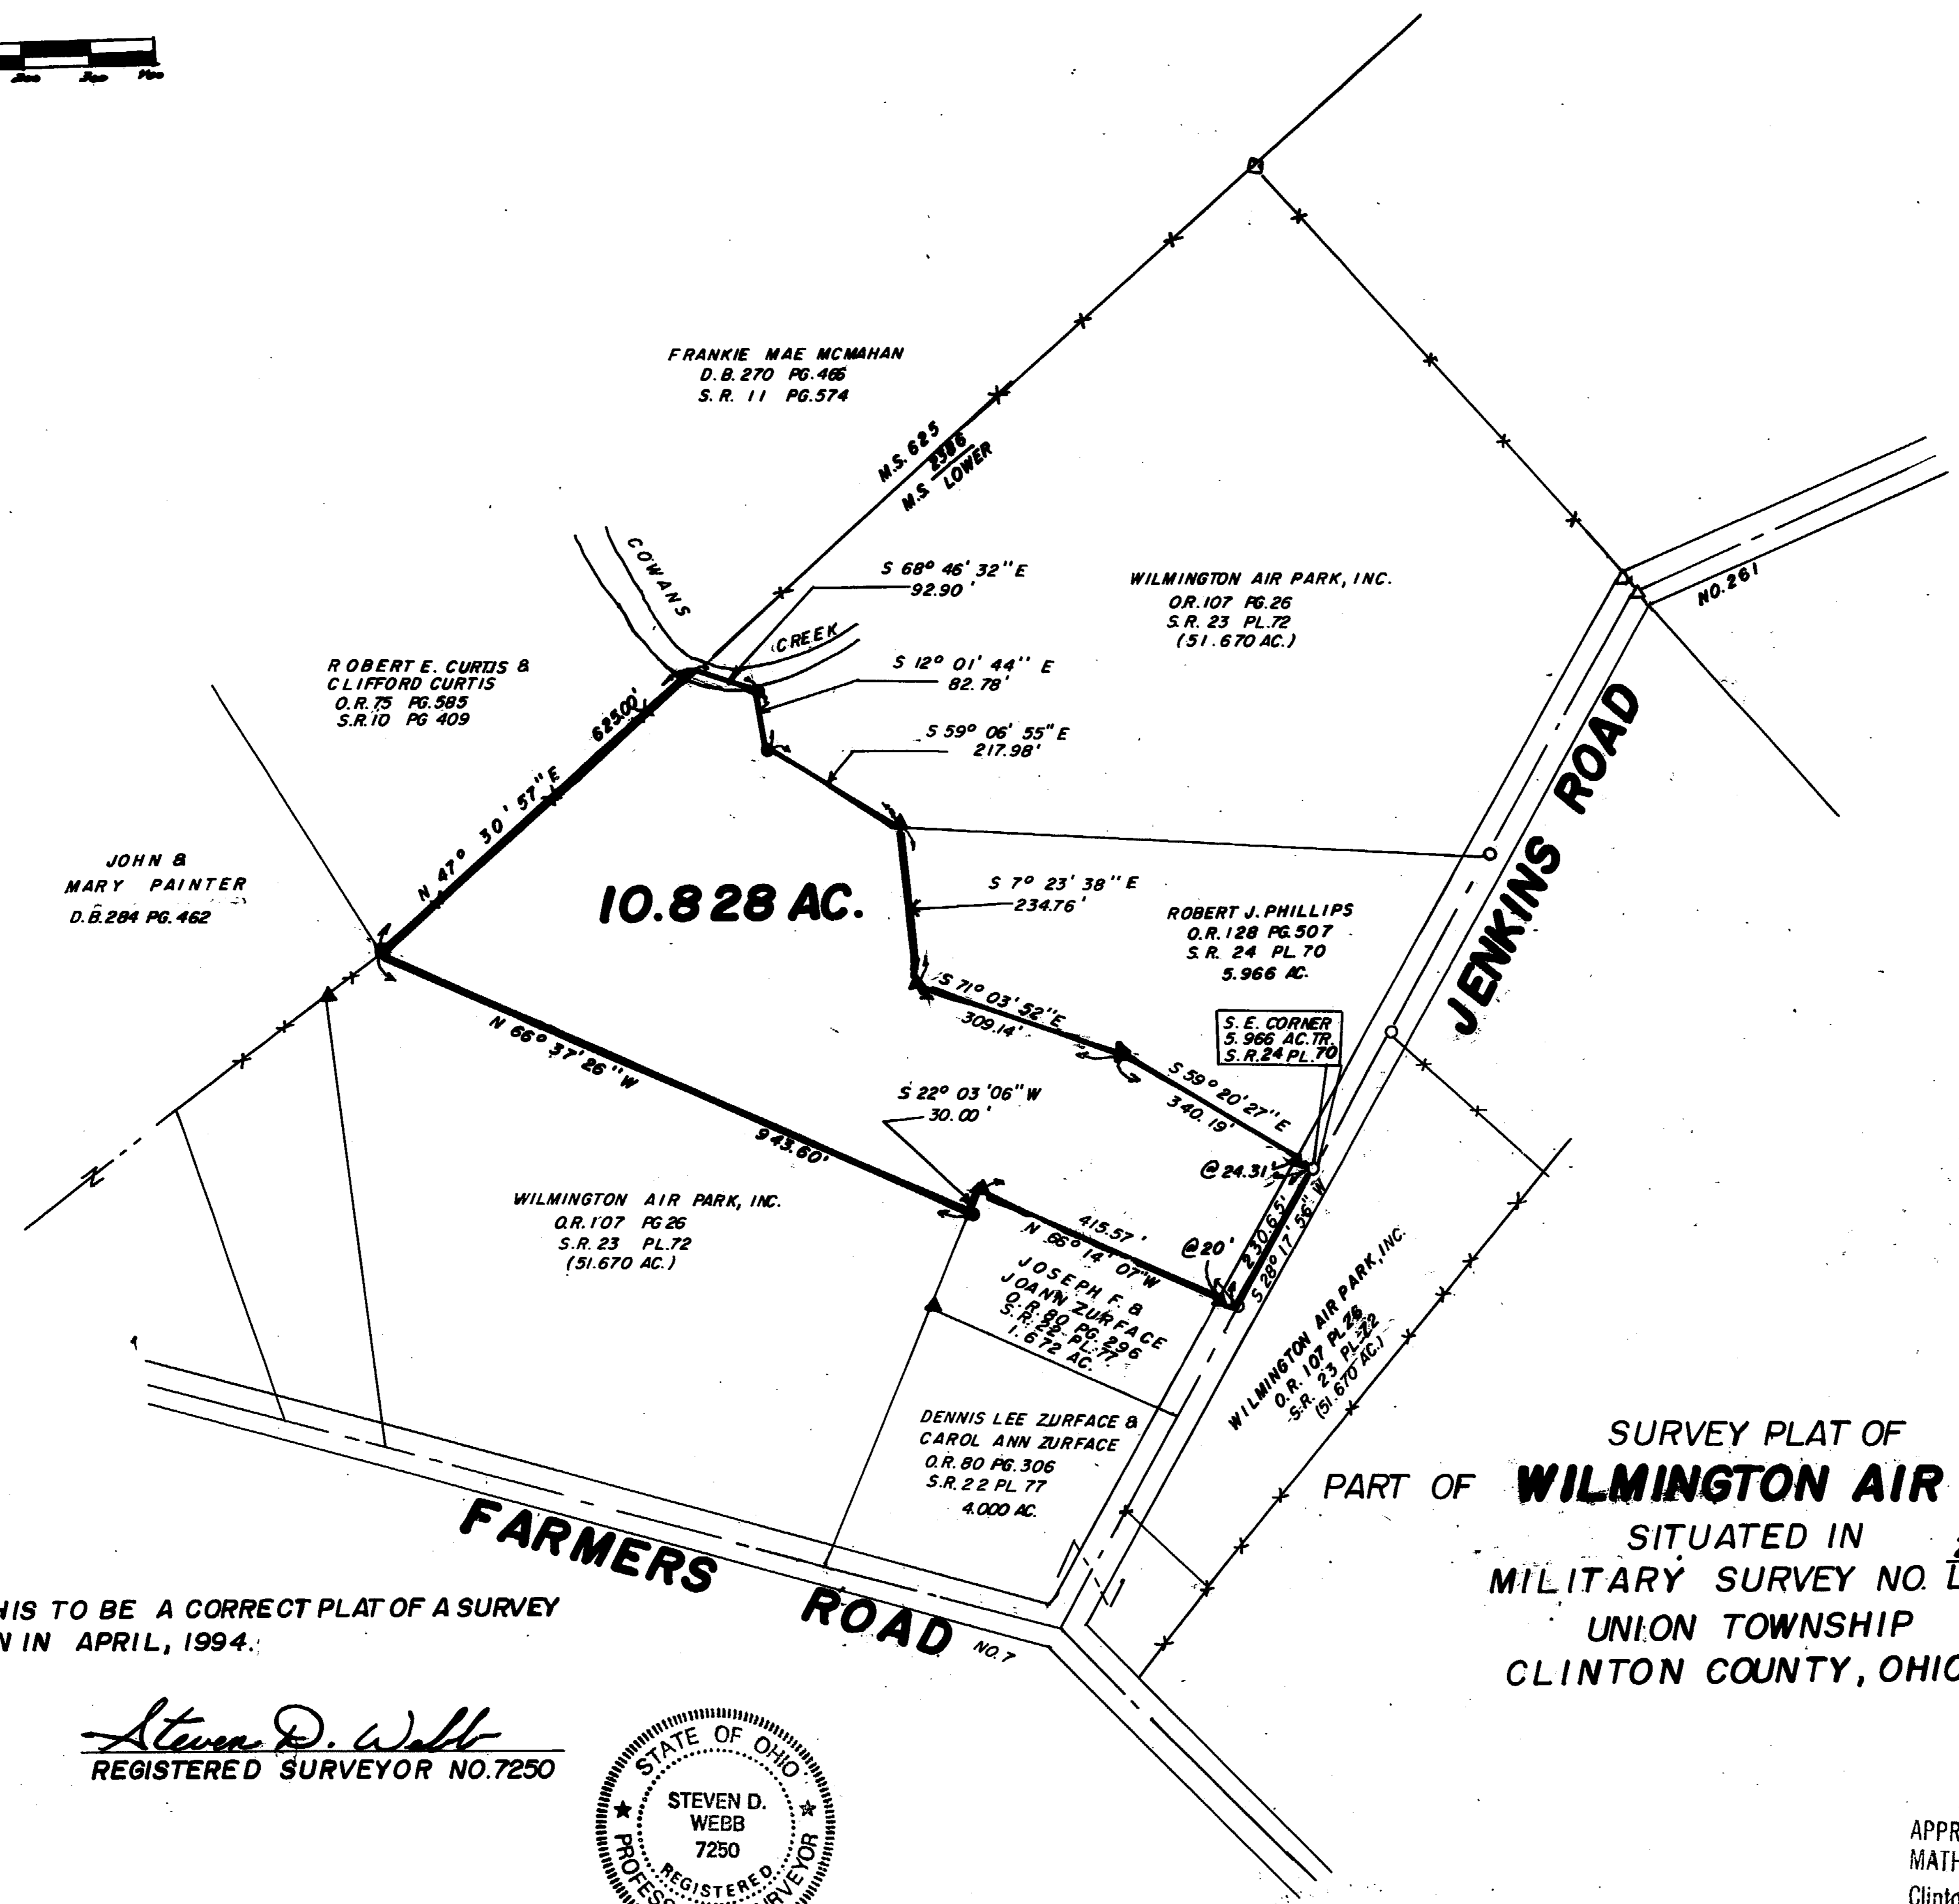 300 400
FRANKIE MAE MCMAHAN
D.B. 270 PG. 466
S.R. 11 PG. 574
M.S. 625
M.S. 2386
LOWER
COWANS
CREEK
S 68° 46' 32" E
92.90'
WILMINGTON AIR PARK, INC.
O.R. 107 PG. 26
S.R. 23 PL. 72
(51.670 AC.)
NO. 261
ROBERT E. CURTIS &
CLIFFORD CURTIS
O.R. 75 PG. 585
S.R. 10 PG 409
625.00'
N 47° 30' 57" E
S 12° 01' 44" E
82.78'
S 59° 06' 55" E
217.98'
JENKINS ROAD
JOHN &
MARY PAINTER
D.B. 284 PG. 462
10.828 AC.
S 7° 23' 38" E
234.76'
ROBERT J. PHILLIPS
O.R. 128 PG. 507
S.R. 24 PL. 70
5.966 AC.
S 71° 03' 52" E
309.14'
S.E. CORNER
5.966 AC. TR.
S.R. 24 PL. 70
N 66° 37' 26" W
943.60'
S 22° 03' 06" W
30.00'
S 59° 20' 27" E
340.19'
@ 24.31'
230.65'
S 28° 17' 56" W
WILMINGTON AIR PARK, INC.
O.R. 107 PG 26
S.R. 23 PL. 72
(51.670 AC.)
415.57'
N 66° 14' 07" W
@ 20'
JOSEPH F. &
JOANN ZURFACE
O.R. 80 PG. 296
S.R. 22 PL. 77
1.672 AC.
WILMINGTON AIR PARK, INC.
O.R. 107 PL 26
S.R. 23 PL. 72
(51.670 AC.)
DENNIS LEE ZURFACE &
CAROL ANN ZURFACE
O.R. 80 PG. 306
S.R. 22 PL 77
4.000 AC.
FARMERS ROAD NO. 7
SURVEY PLAT OF
PART OF WILMINGTON AIR
SITUATED IN
MILITARY SURVEY NO.
UNION TOWNSHIP
CLINTON COUNTY, OHIO
HIS TO BE A CORRECT PLAT OF A SURVEY
N IN APRIL, 1994.
Steven D. Webb
REGISTERED SURVEYOR NO. 7250
STATE OF OHIO
STEVEN D.
WEBB
7250
REGISTERED
PROFESS SURVEYOR
APPR
MATH
Clinto